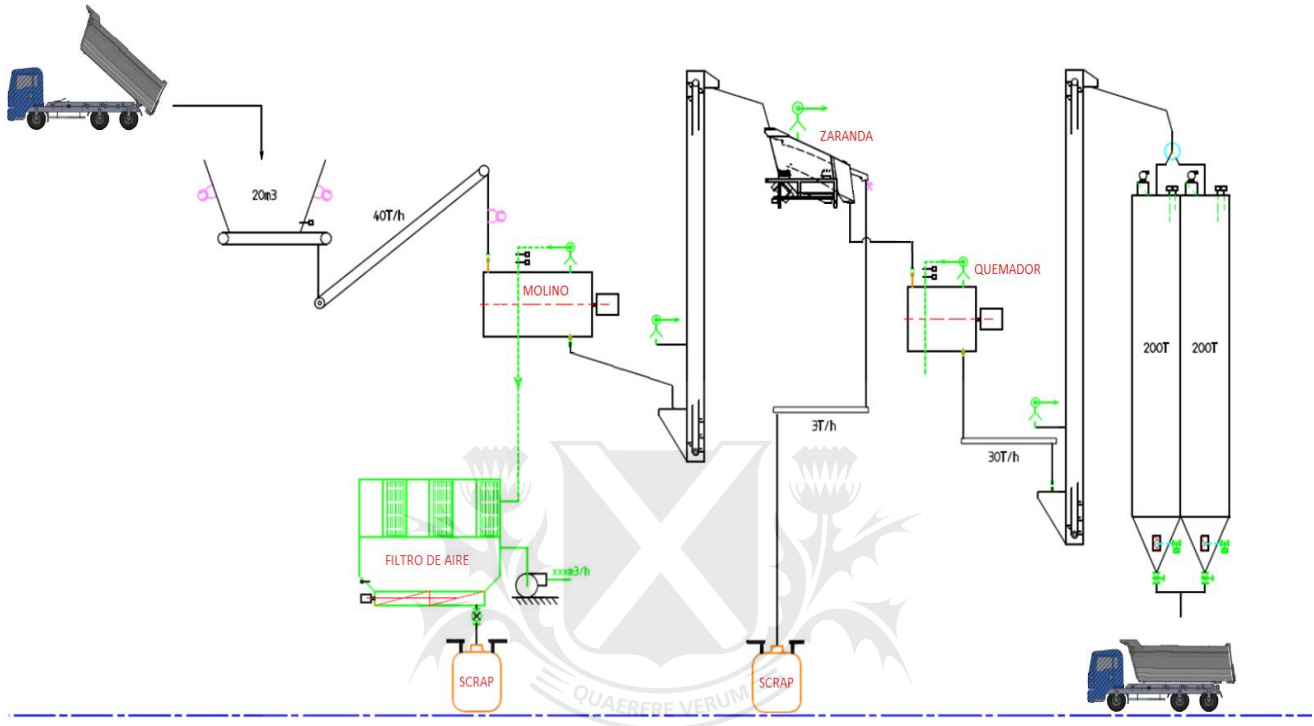 20m3
40T/h
MOLINO
ZARANDA
QUEMADOR
200T
200T
3T/h
30T/h
FILTRO DE AIRE
xxxm3/h
SCRAP
SCRAP
QUAERERE VERUM